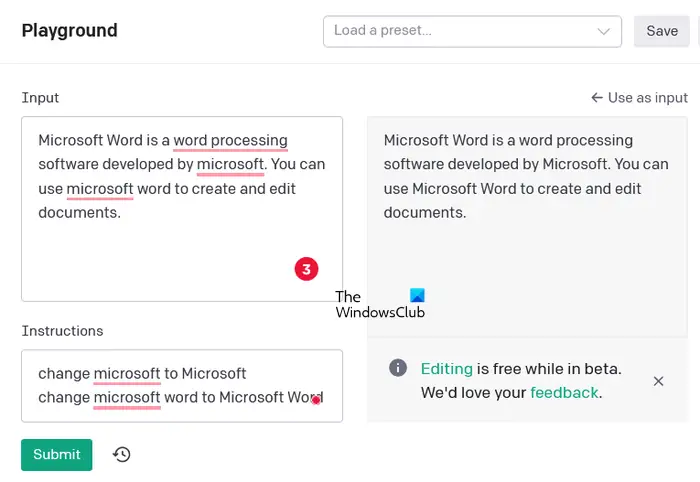 Playground
Load a preset...
Save
Input
← Use as input
Microsoft Word is a word processing
software developed by microsoft. You can
use microsoft word to create and edit
documents.
3
Microsoft Word is a word processing
software developed by Microsoft. You can
use Microsoft Word to create and edit
documents.
The
WindowsClub
Instructions
change microsoft to Microsoft
change microsoft word to Microsoft Word
Editing is free while in beta.
We'd love your feedback.
Submit